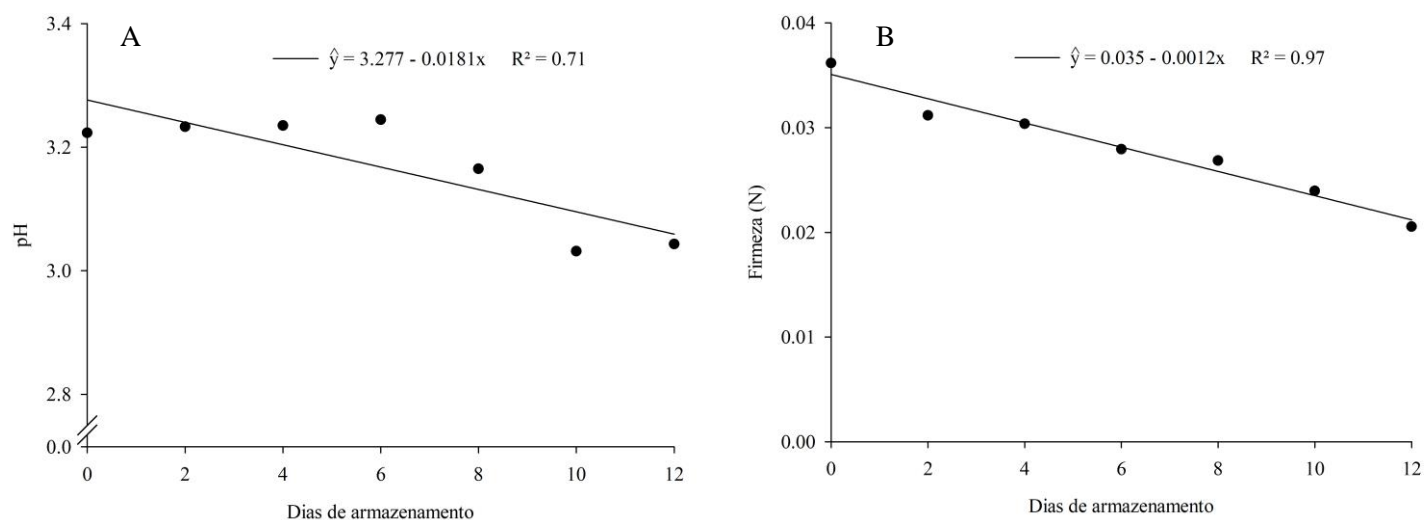 A
ŷ = 3.277 - 0.0181x R² = 0.71
3.4
3.2
3.0
2.8
0.0
pH
0 2 4 6 8 10 12
Dias de armazenamento
B
ŷ = 0.035 - 0.0012x R² = 0.97
0.04
0.03
0.02
0.01
0.00
Firmeza (N)
0 2 4 6 8 10 12
Dias de armazenamento